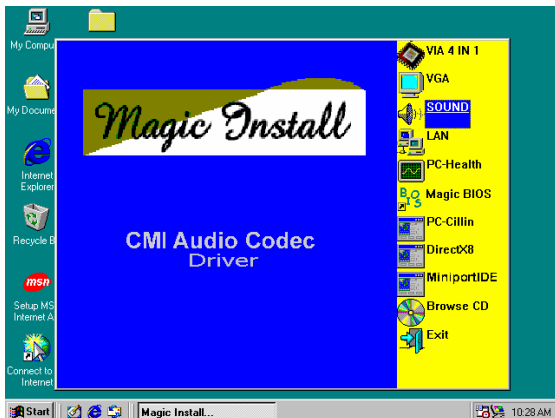 My Compu
My Docume
Internet
Explorer
Recycle B
msn
Setup MS
Internet A
Connect to
Internet
Magic Install
CMI Audio Codec
Driver
VIA 4 IN 1
VGA
SOUND
LAN
PC-Health
BIOS
Magic BIOS
PC-Cillin
DirectX8
MiniportIDE
Browse CD
Exit
Start
Magic Install...
10:28 AM